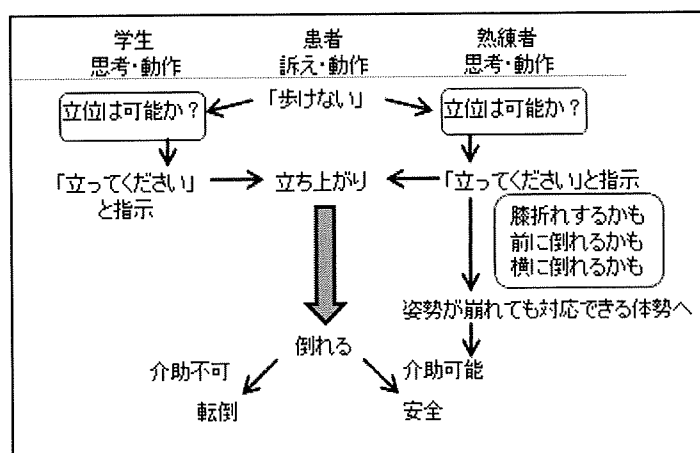 学生
思考・動作
患者
訴え・動作
熟練者
思考・動作
立位は可能か？
「歩けない」
立位は可能か？
「立ってください」
と指示
立ち上がり
「立ってください」と指示
膝折れするかも
前に倒れるかも
横に倒れるかも
姿勢が崩れても対応できる体勢へ
倒れる
介助不可
介助可能
転倒
安全